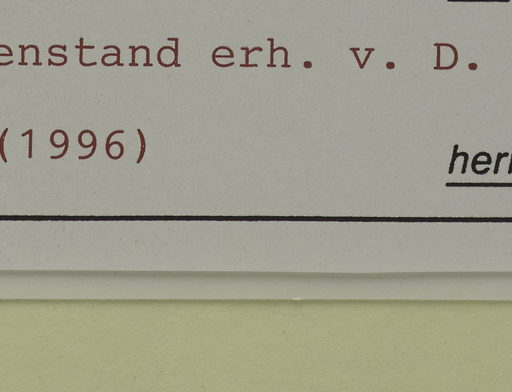 enstand erh. v. D.
(1996)
her